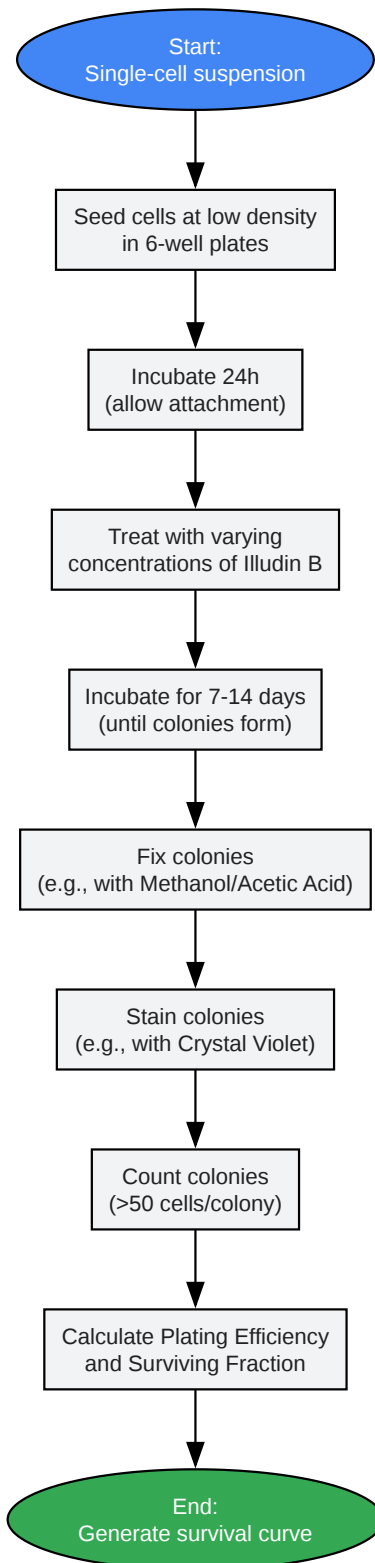 Start:
Single-cell suspension
Seed cells at low density
in 6-well plates
Incubate 24h
(allow attachment)
Treat with varying
concentrations of Illudin B
Incubate for 7-14 days
(until colonies form)
Fix colonies
(e.g., with Methanol/Acetic Acid)
Stain colonies
(e.g., with Crystal Violet)
Count colonies
(>50 cells/colony)
Calculate Plating Efficiency
and Surviving Fraction
End:
Generate survival curve